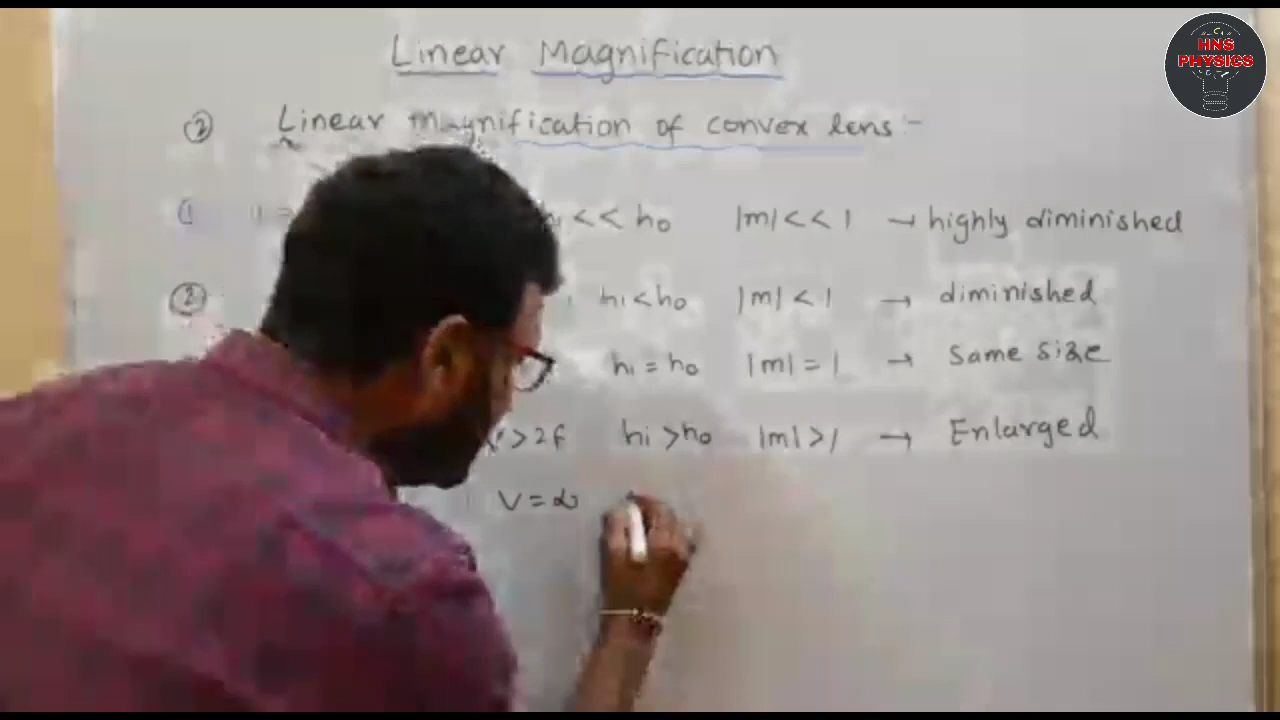 HNS
PHYSICS
Linear Magnification
② Linear magnification of convex lens :-
① << ho |m| << 1 → highly diminished
② hi < ho |m| < 1 → diminished
hi = ho |m| = 1 → Same size
> 2F hi > ho |m| > 1 → Enlarged
V = ∞